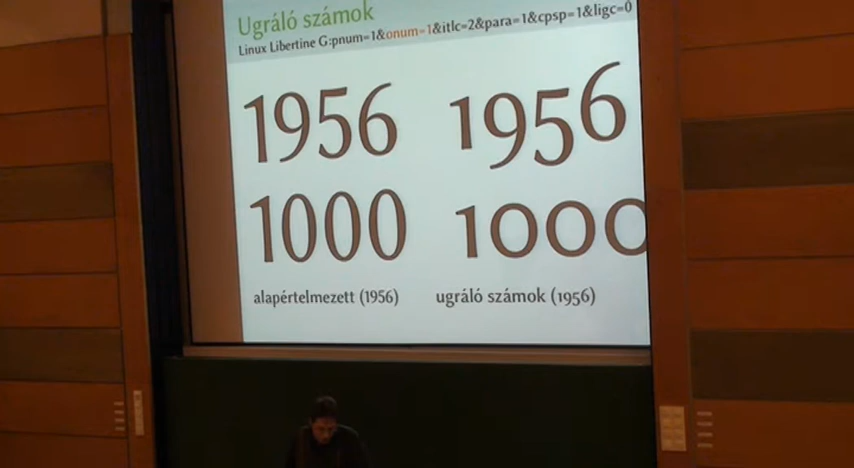 Ugráló számok
Linux Libertine G:pnum=1&onum=1&itlc=2&para=1&cpsp=1&ligc=0
1956 1956
1000 1000
alapértelmezett (1956) ugráló számok (1956)